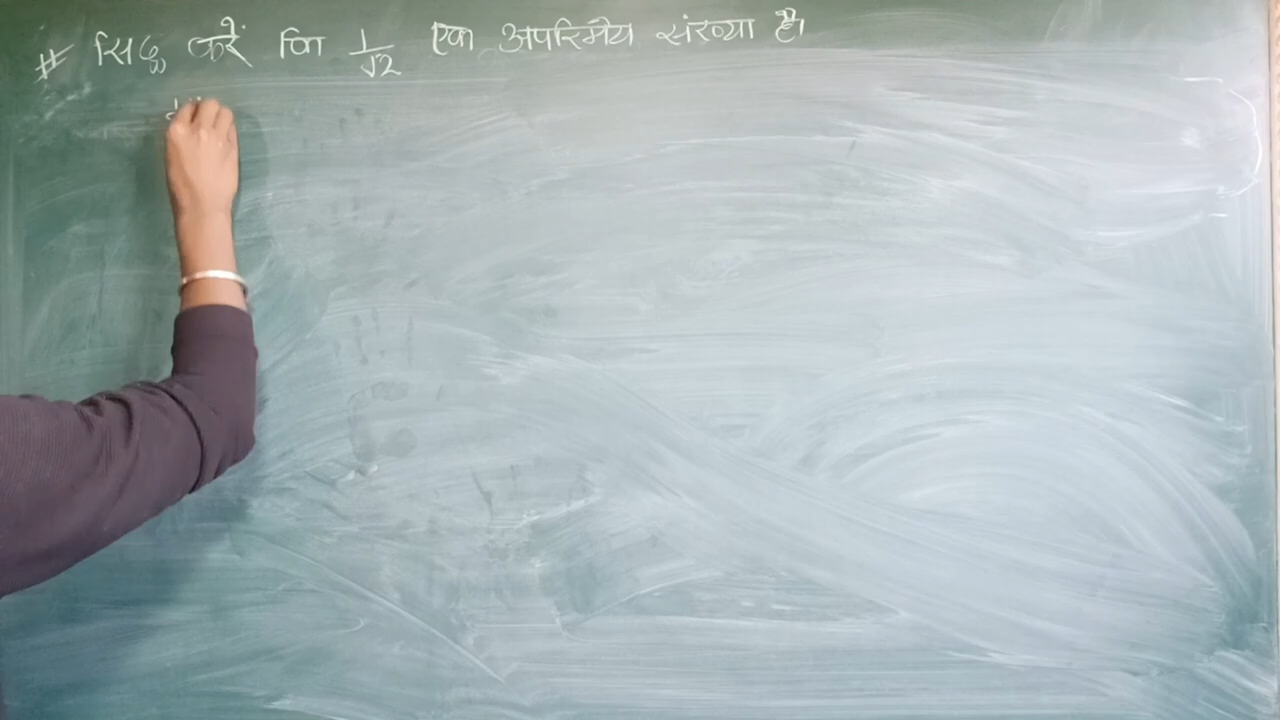 # सिद्ध करें कि 1/√2 एक अपरिमेय संख्या है।